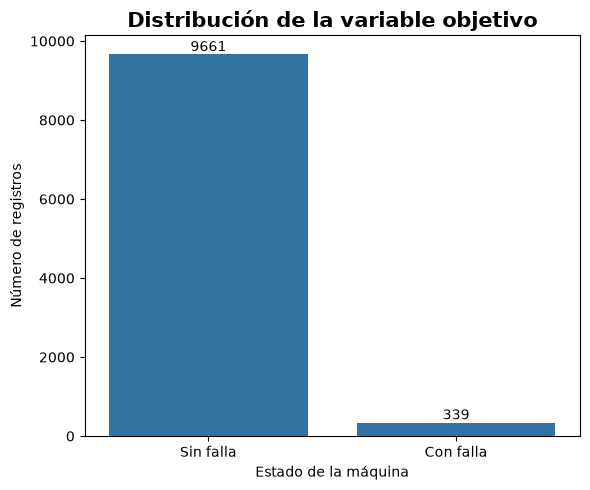 Distribución de la variable objetivo
9661
339
10000
8000
6000
4000
2000
0
Número de registros
Sin falla
Con falla
Estado de la máquina